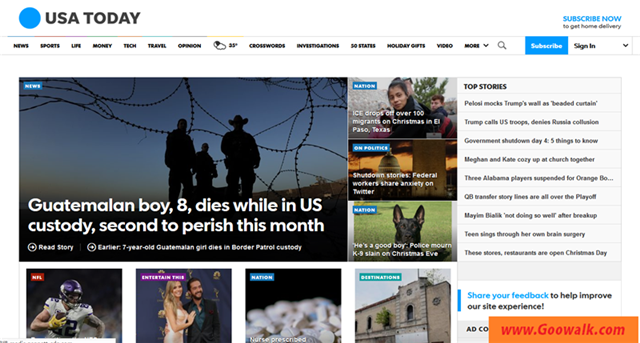 USA TODAY
SUBSCRIBE NOW
to get home delivery
NEWS SPORTS LIFE MONEY TECH TRAVEL OPINION 35° CROSSWORDS INVESTIGATIONS 50 STATES HOLIDAY GIFTS VIDEO MORE Subscribe Sign In
NEWS
Guatemalan boy, 8, dies while in US
custody, second to perish this month
Read Story Earlier: 7-year-old Guatemalan girl dies in Border Patrol custody
NATION
ICE drops off over 100
migrants on Christmas in El
Paso, Texas
ON POLITICS
Shutdown stories: Federal
workers share anxiety on
Twitter
NATION
'He's a good boy': Police mourn
K-9 slain on Christmas Eve
TOP STORIES
Pelosi mocks Trump's wall as 'beaded curtain'
Trump calls US troops, denies Russia collusion
Government shutdown day 4: 5 things to know
Meghan and Kate cozy up at church together
Three Alabama players suspended for Orange Bo...
QB transfer story lines are all over the Playoff
Mayim Bialik 'not doing so well' after breakup
Teen sings through her own brain surgery
These stores, restaurants are open Christmas Day
NFL
ENTERTAIN THIS
NATION
Nurse prescribed
DESTINATIONS
Share your feedback to help improve
our site experience!
AD CO
www.Goowalk.com